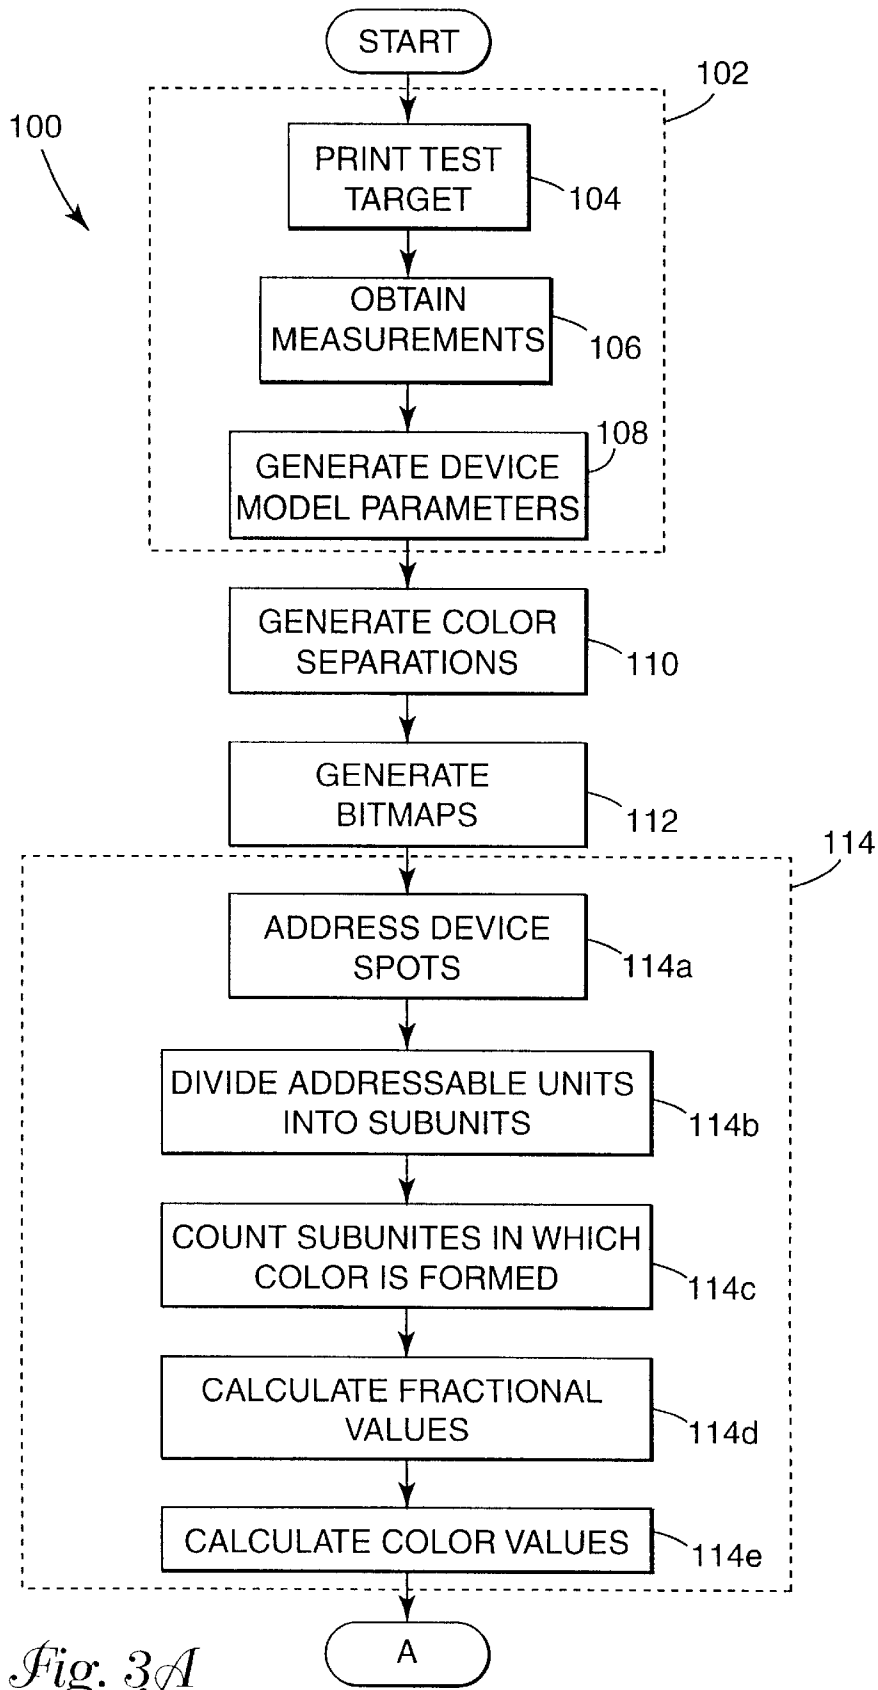 START
102
100
PRINT TEST
TARGET
104
OBTAIN
MEASUREMENTS
106
108
GENERATE DEVICE
MODEL PARAMETERS
GENERATE COLOR
SEPARATIONS
110
GENERATE
BITMAPS
112
114
ADDRESS DEVICE
SPOTS
114a
DIVIDE ADDRESSABLE UNITS
INTO SUBUNITS
114b
COUNT SUBUNITES IN WHICH
COLOR IS FORMED
114c
CALCULATE FRACTIONAL
VALUES
114d
CALCULATE COLOR VALUES
114e
A
Fig. 3A